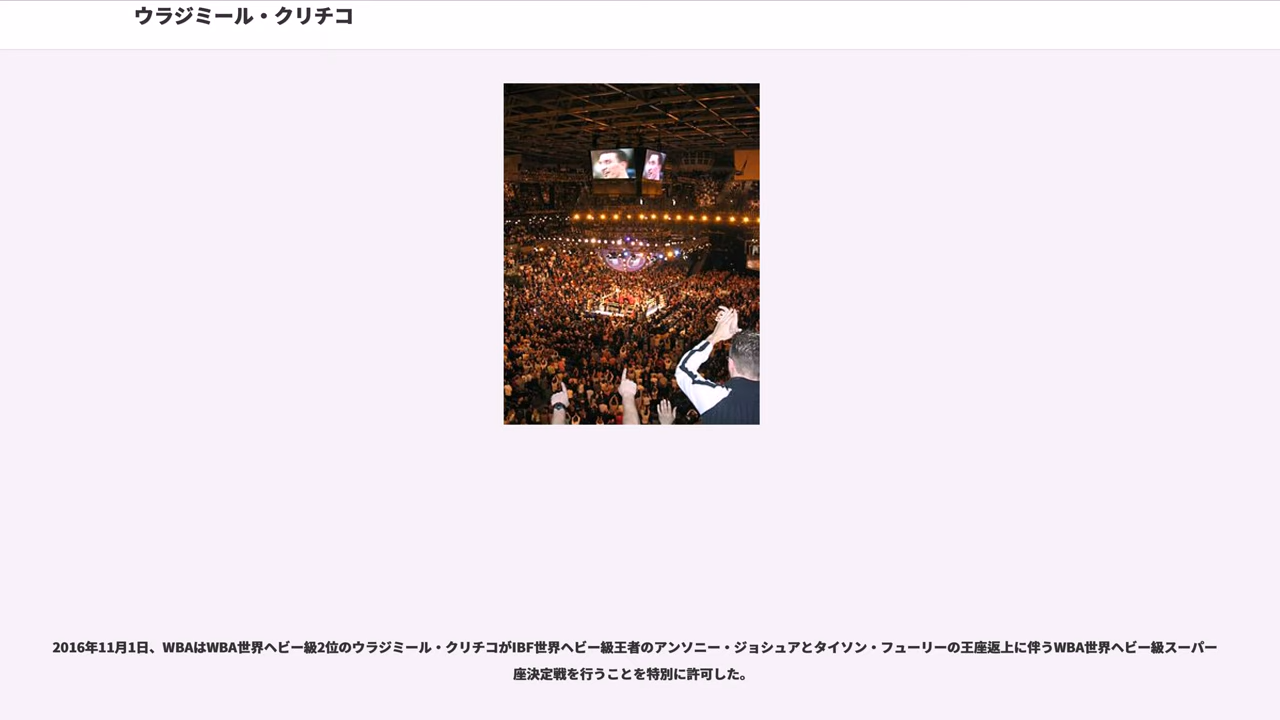 ウラジミール・クリチコ
2016年11月1日、WBAはWBA世界ヘビー級2位のウラジミール・クリチコがIBF世界ヘビー級王者のアンソニー・ジョシュアとタイソン・フューリーの王座返上に伴うWBA世界ヘビー級スーパー
座決定戦を行うことを特別に許可した。